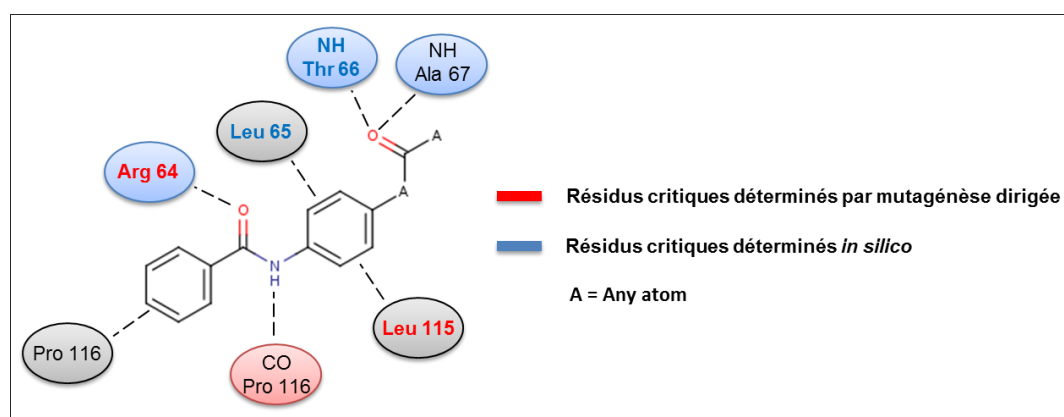 NH
Thr 66
NH
Ala 67
Leu 65
O
A
Arg 64
A
O
Résidus critiques déterminés par mutagénèse dirigée
Résidus critiques déterminés in silico
N
H
A = Any atom
Leu 115
Pro 116
CO
Pro 116